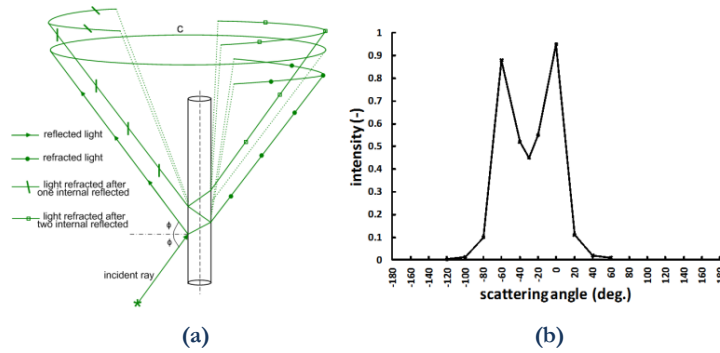 C
reflected light
refracted light
light refracted after
one internal reflected
light refracted after
two internal reflected
ϕ
ϕ
incident ray
(a)
intensity (-)
1
0.9
0.8
0.7
0.6
0.5
0.4
0.3
0.2
0.1
0
-180
-160
-140
-120
-100
-80
-60
-40
-20
0
20
40
60
80
100
120
140
160
180
scattering angle (deg.)
(b)